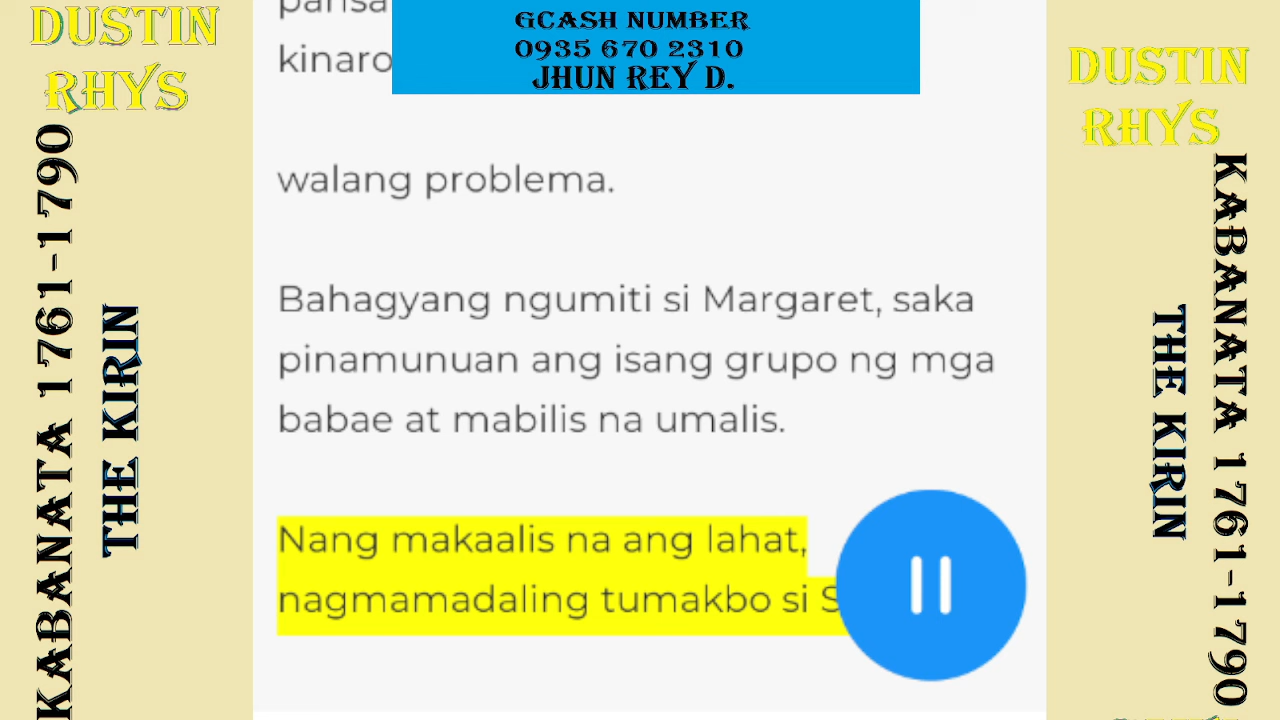 DUSTIN
RHYS
KABANATA 1761-1790
THE KIRIN
GCASH NUMBER
0935 670 2310
JHUN REY D.
walang problema.
Bahagyang ngumiti si Margaret, saka
pinamunuan ang isang grupo ng mga
babae at mabilis na umalis.
Nang makaalis na ang lahat,
nagmamadaling tumakbo si
DUSTIN
RHYS
KABANATA 1761-1790
THE KIRIN